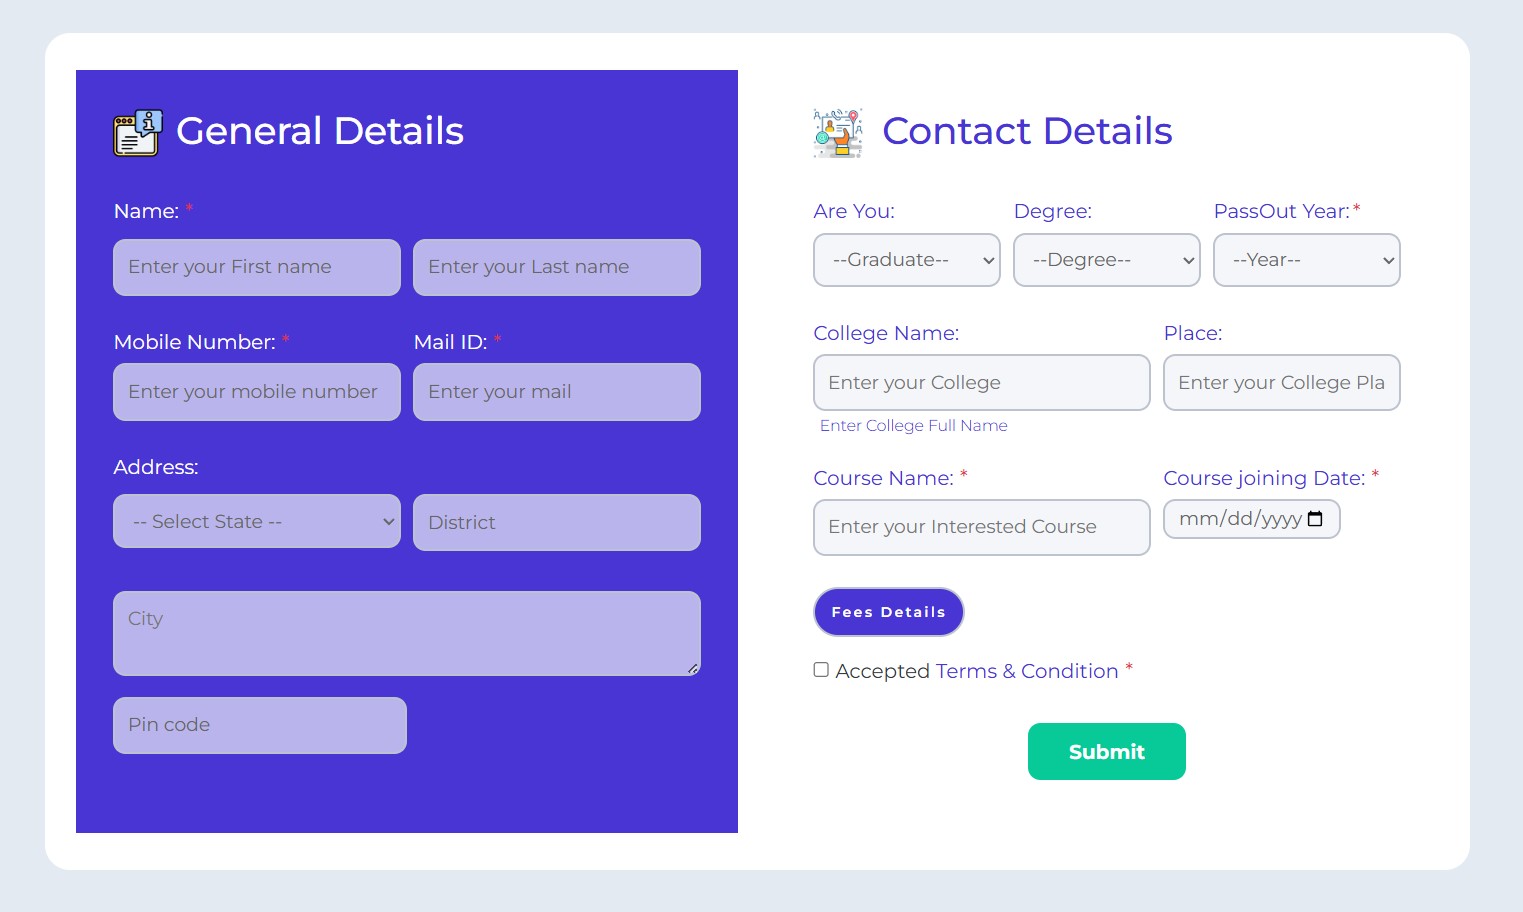 General Details
Name: *
Enter your First name
Enter your Last name
Mobile Number: *
Mail ID: *
Enter your mobile number
Enter your mail
Address:
-- Select State --
District
City
Pin code
Contact Details
Are You:
Degree:
PassOut Year: *
--Graduate--
--Degree--
--Year--
College Name:
Place:
Enter your College
Enter your College Pla
Enter College Full Name
Course Name: *
Course joining Date: *
Enter your Interested Course
mm/dd/yyyy
Fees Details
Accepted Terms & Condition *
Submit